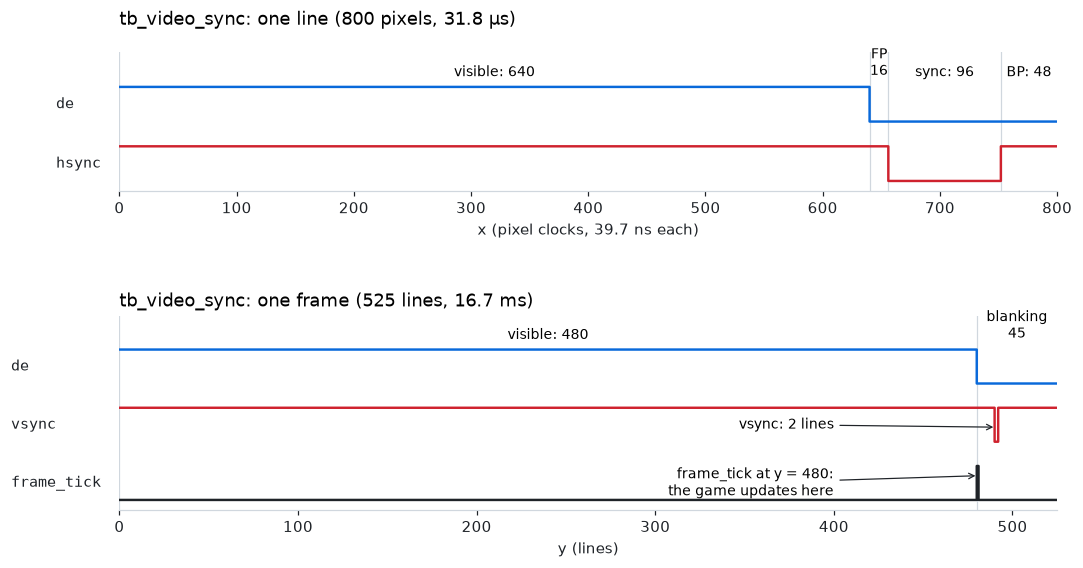 tb_video_sync: one line (800 pixels, 31.8 µs)
FP
visible: 640
16
sync: 96
BP: 48
de
hsync
0 100 200 300 400 500 600 700 800
x (pixel clocks, 39.7 ns each)
tb_video_sync: one frame (525 lines, 16.7 ms)
blanking
45
visible: 480
de
vsync
vsync: 2 lines
frame_tick at y = 480:
the game updates here
frame_tick
0 100 200 300 400 500
y (lines)